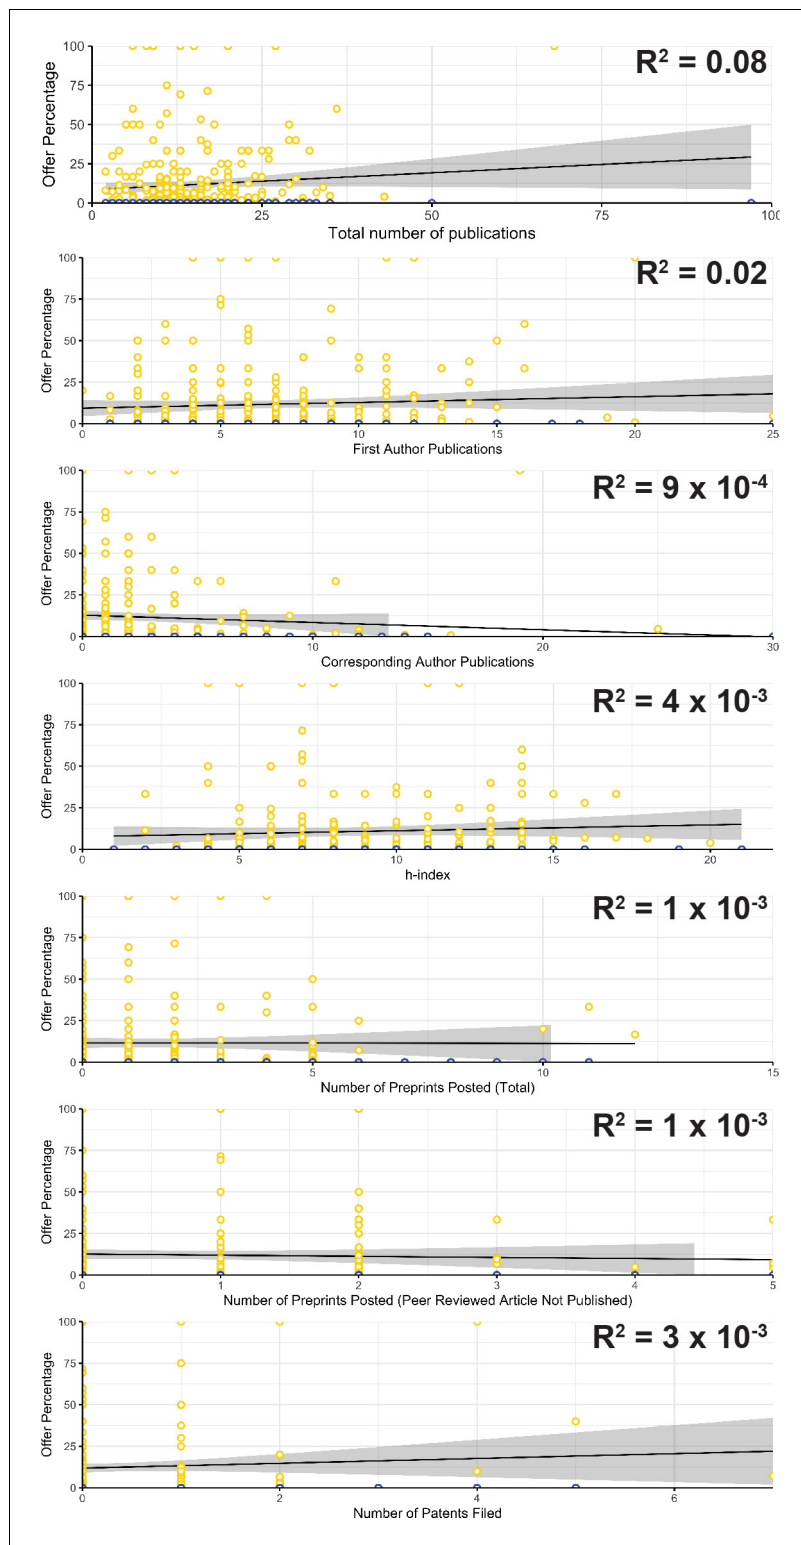 R² = 0.08
Offer Percentage
100
75
50
25
0
0 25 50 75 100
Total number of publications
R² = 0.02
Offer Percentage
100
75
50
25
0
0 5 10 15 20 25
First Author Publications
R² = 9 x 10⁻⁴
Offer Percentage
100
75
50
25
0
0 10 20 30
Corresponding Author Publications
R² = 4 x 10⁻³
Offer Percentage
100
75
50
25
0
0 5 10 15 20
h-index
R² = 1 x 10⁻³
Offer Percentage
100
75
50
25
0
0 5 10 15
Number of Preprints Posted (Total)
R² = 1 x 10⁻³
Offer Percentage
100
75
50
25
0
0 1 2 3 4 5
Number of Preprints Posted (Peer Reviewed Article Not Published)
R² = 3 x 10⁻³
Offer Percentage
100
75
50
25
0
0 2 4 6
Number of Patents Filed